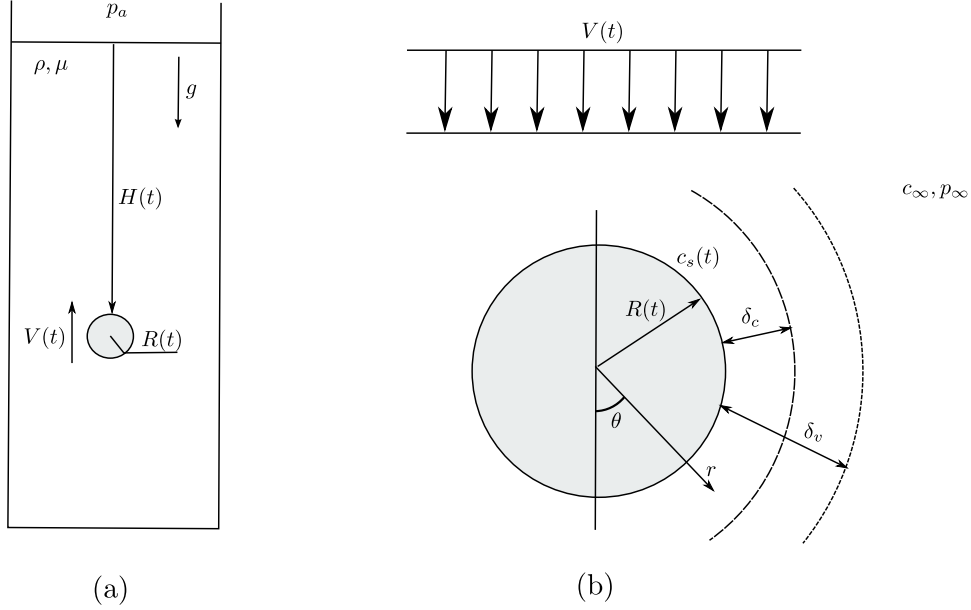 p_a
ρ, μ
g
H(t)
V(t)
R(t)
(a)
V(t)
c_∞, p_∞
c_s(t)
R(t)
δ_c
θ
δ_v
r
(b)